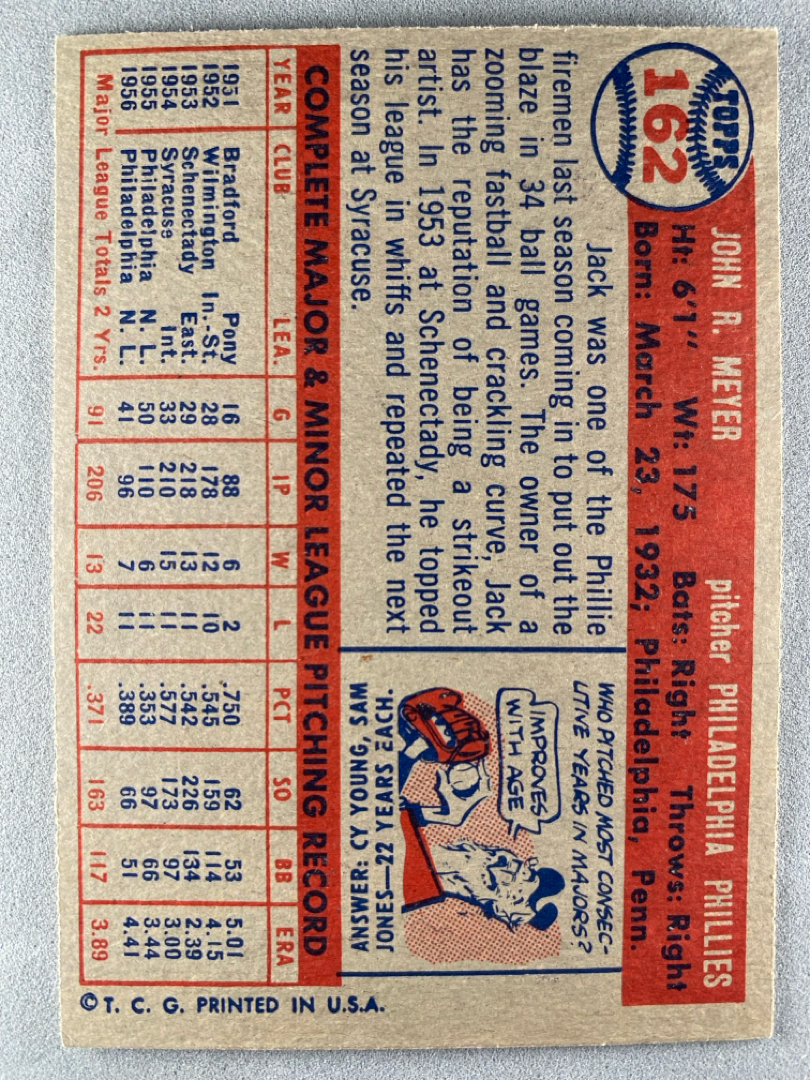 TOPPS
162
JOHN R. MEYER pitcher PHILADELPHIA PHILLIES
Ht: 6'1" Wt: 175 Bats: Right Throws: Right
Born: March 23, 1932; Philadelphia, Penn.
Jack was one of the Phillie
firemen last season coming in to put out the
blaze in 34 ball games. The owner of a
zooming fastball and crackling curve, Jack
has the reputation of being a strikeout
artist. In 1953 at Schenectady, he topped
his league in whiffs and repeated the next
season at Syracuse.
WHO PITCHED MOST CONSEC-
UTIVE YEARS IN MAJORS?
IMPROVES
WITH AGE
ANSWER: CY YOUNG, SAM
JONES—22 YEARS EACH.
COMPLETE MAJOR & MINOR LEAGUE PITCHING RECORD
YEAR CLUB LEA. G IP W L PCT SO BB ERA
1951 Bradford Pony 16 88 6 2 .750 62 53 5.01
1952 Wilmington In.-St. 28 178 12 10 .545 159 114 4.15
1953 Schenectady East. 29 218 13 11 .542 226 134 2.39
1954 Syracuse Int. 33 210 15 11 .577 173 97 3.00
1955 Philadelphia N. L. 50 110 6 11 .353 97 66 3.44
1956 Philadelphia N. L. 41 96 7 11 .389 66 51 4.41
Major League Totals 2 Yrs. 91 206 13 22 .371 163 117 3.89
© T. C. G. PRINTED IN U.S.A.